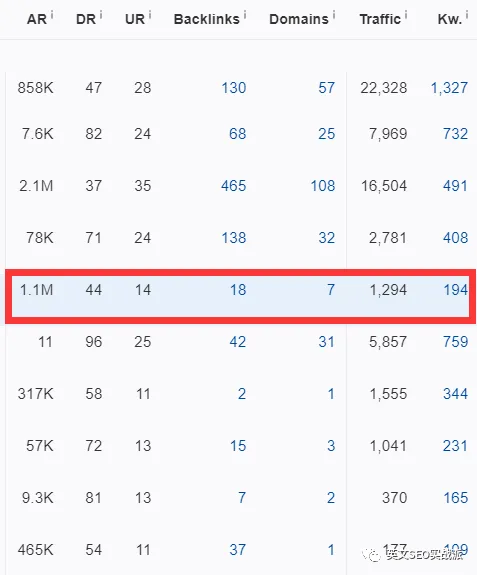 AR i DR i UR i Backlinks i Domains i Traffic i Kw. i
858K 47 28 130 57 22,328 1,327
7.6K 82 24 68 25 7,969 732
2.1M 37 35 465 108 16,504 491
78K 71 24 138 32 2,781 408
1.1M 44 14 18 7 1,294 194
11 96 25 42 31 5,857 759
317K 58 11 2 1 1,555 344
57K 72 13 15 3 1,041 231
9.3K 81 13 7 2 370 165
465K 54 11 37 1 177 109
英文SEO实战派